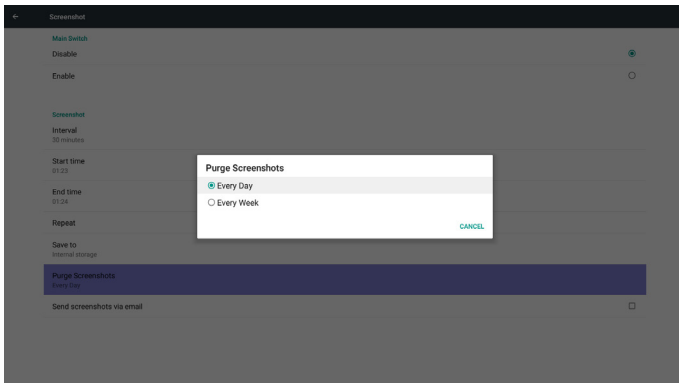 Screenshot
Main Switch
Disable
Enable
Screenshot
Interval
30 minutes
Start time
01:23
End time
01:24
Repeat
Save to
Internal storage
Purge Screenshots
Every Day
Send screenshots via email
Purge Screenshots
Every Day
Every Week
CANCEL